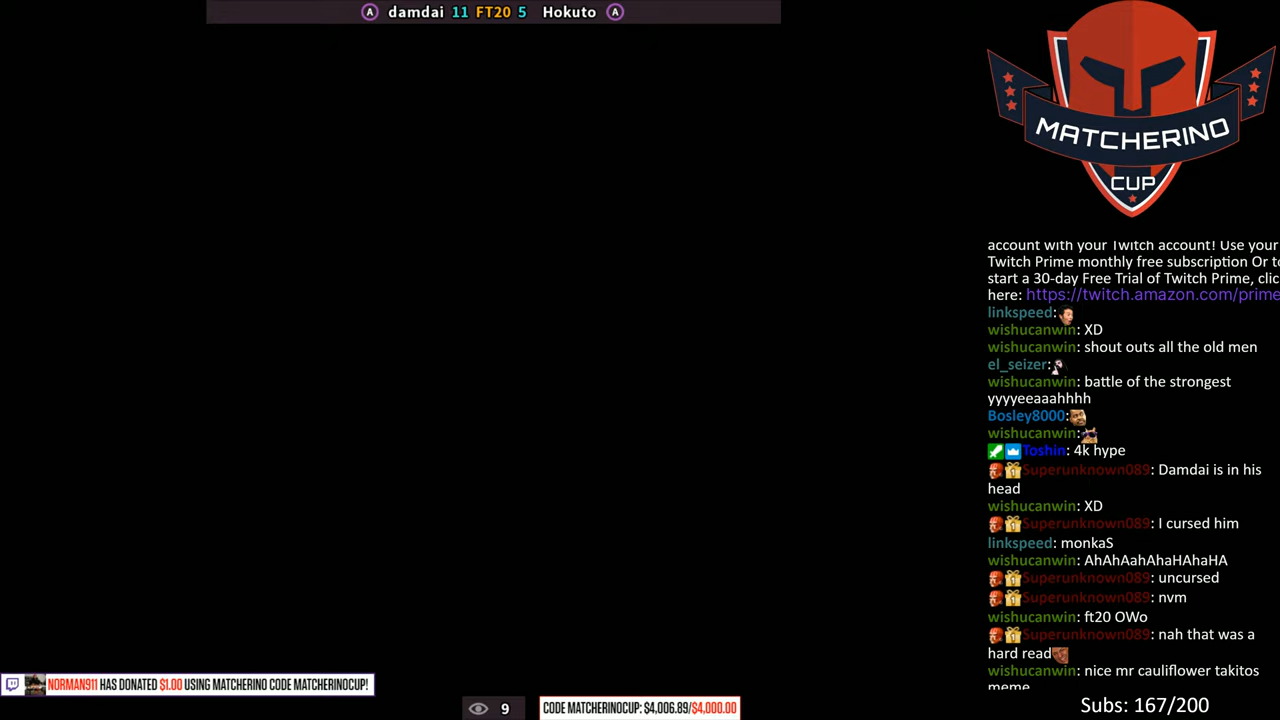 A damdai 11 FT20 5 Hokuto A
MATCHERINO
CUP
account with your Twitch account! Use your
Twitch Prime monthly free subscription Or to
start a 30-day Free Trial of Twitch Prime, clic
here: https://twitch.amazon.com/prime
linkspeed:
wishucanwin: XD
wishucanwin: shout outs all the old men
el_seizer:
wishucanwin: battle of the strongest
yyyyeeaaahhhh
Bosley8000:
wishucanwin:
Toshin: 4k hype
Superunknown089: Damdai is in his
head
wishucanwin: XD
Superunknown089: I cursed him
linkspeed: monkaS
wishucanwin: AhAhAahAhaHAhaHA
Superunknown089: uncursed
Superunknown089: nvm
wishucanwin: ft20 OWo
Superunknown089: nah that was a
hard read
wishucanwin: nice mr cauliflower takitos
meme
NORMAN911 HAS DONATED $1.00 USING MATCHERINO CODE MATCHERINOCUP!
9
CODE MATCHERINOCUP: $4,006.89/$4,000.00
Subs: 167/200